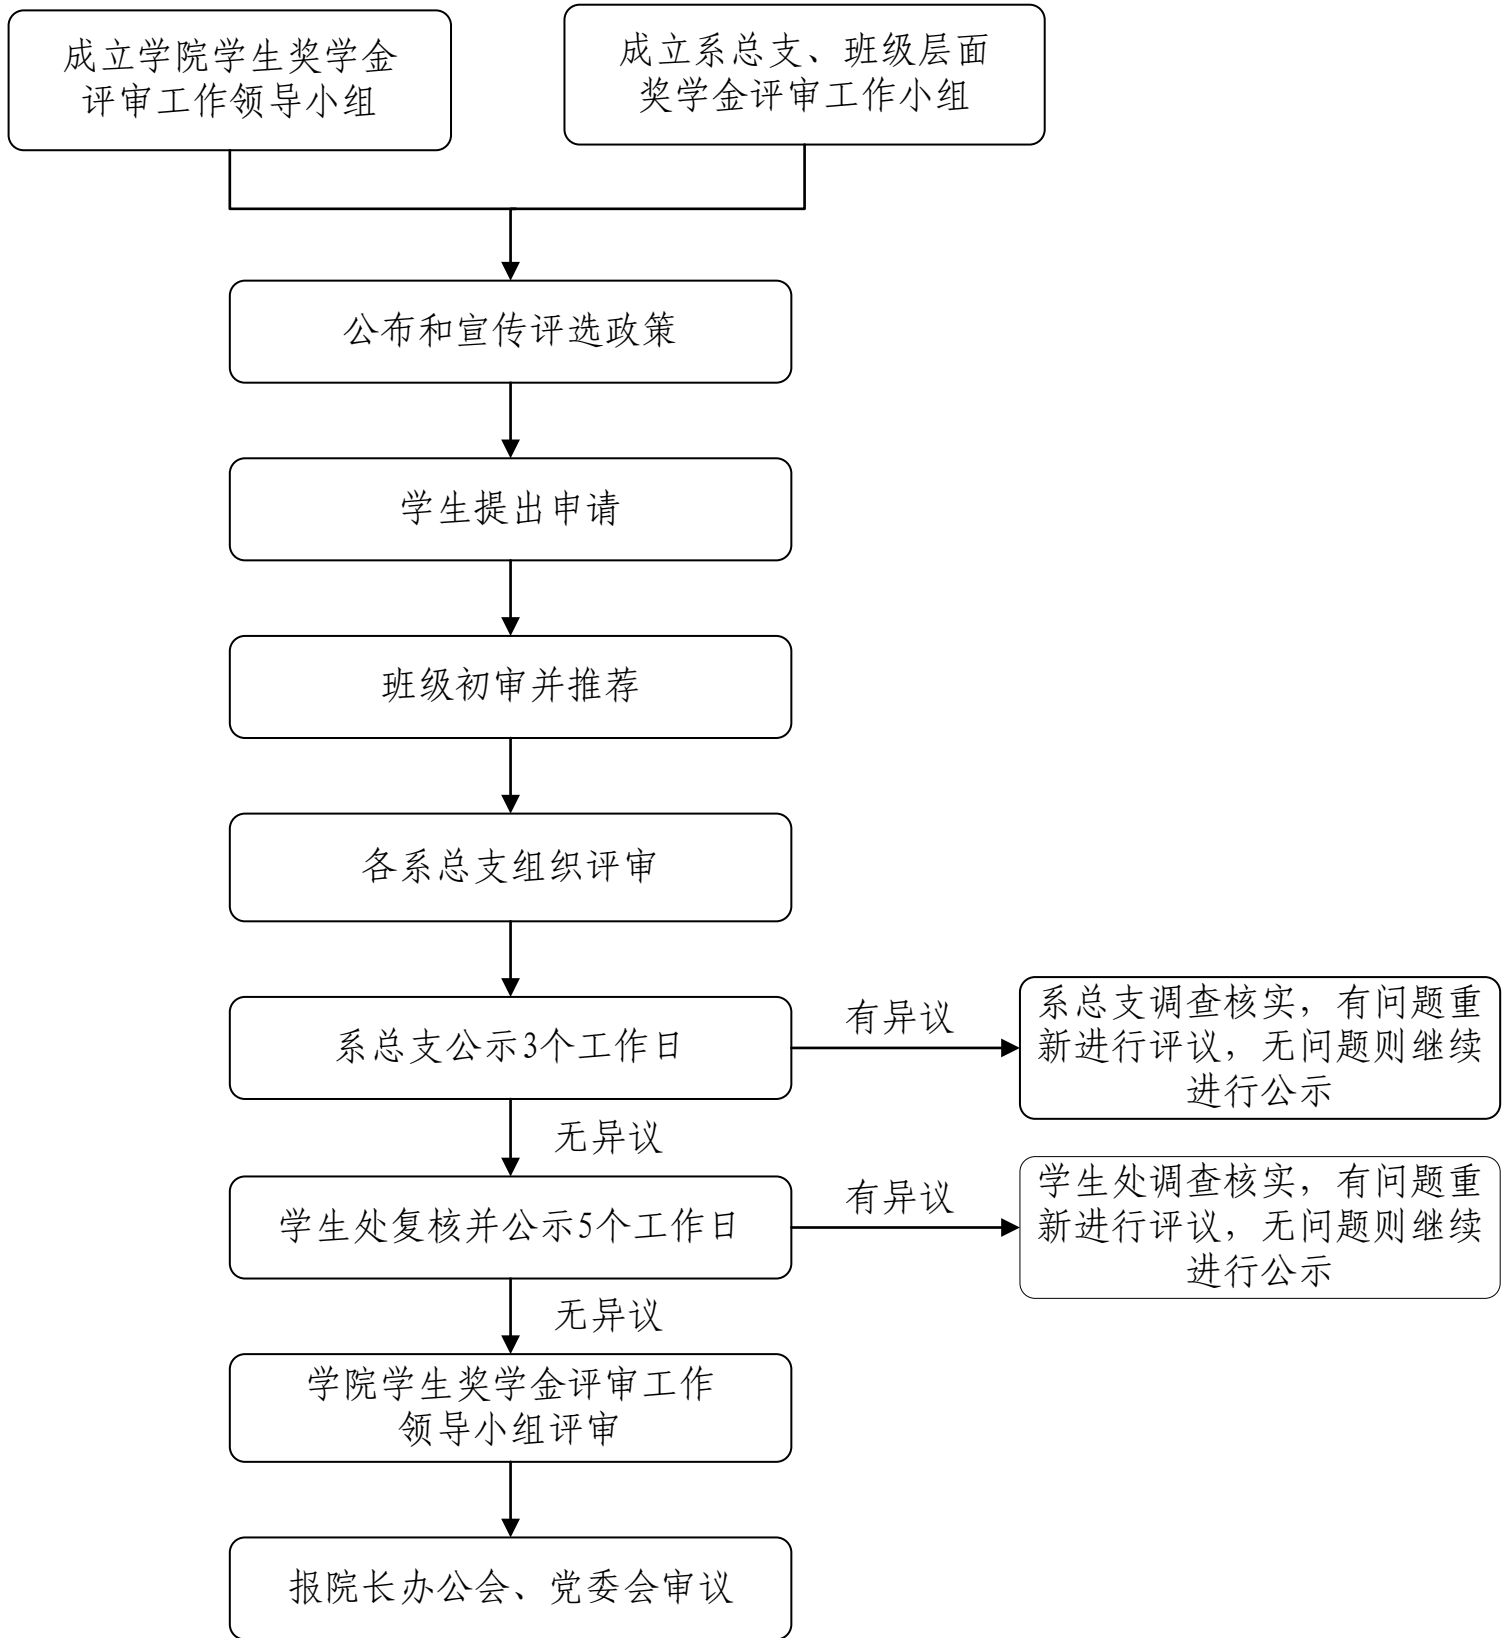 成立学院学生奖学金
评审工作领导小组
成立系总支、班级层面
奖学金评审工作小组
公布和宣传评选政策
学生提出申请
班级初审并推荐
各系总支组织评审
系总支公示3个工作日
有异议
系总支调查核实，有问题重
新进行评议，无问题则继续
进行公示
无异议
学生处复核并公示5个工作日
有异议
学生处调查核实，有问题重
新进行评议，无问题则继续
进行公示
无异议
学院学生奖学金评审工作
领导小组评审
报院长办公会、党委会审议